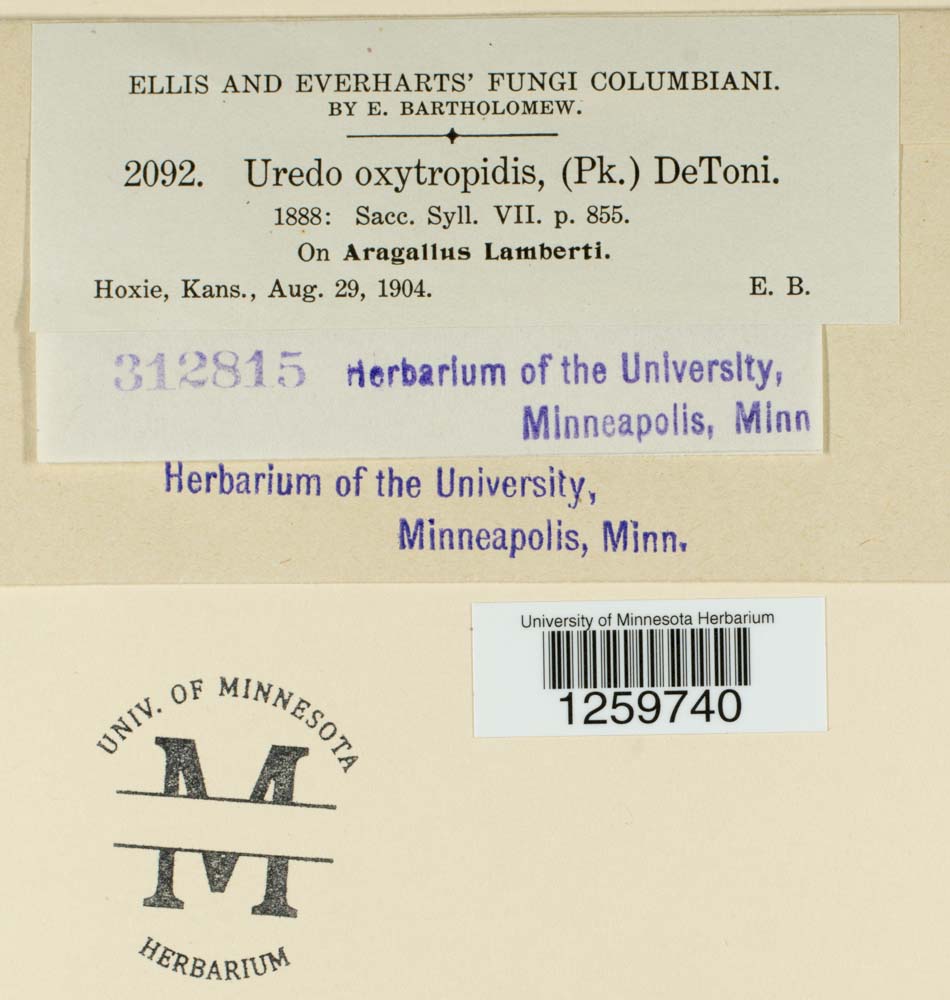 ELLIS AND EVERHARTS' FUNGI COLUMBIANI.
BY E. BARTHOLOMEW.
2092. Uredo oxytropidis, (Pk.) DeToni.
1888: Sacc. Syll. VII. p. 855.
On Aragallus Lamberti.
Hoxie, Kans., Aug. 29, 1904. E. B.
312815 Herbarium of the University,
Minneapolis, Minn
Herbarium of the University,
Minneapolis, Minn.
University of Minnesota Herbarium
1259740
UNIV. OF MINNESOTA
M
HERBARIUM